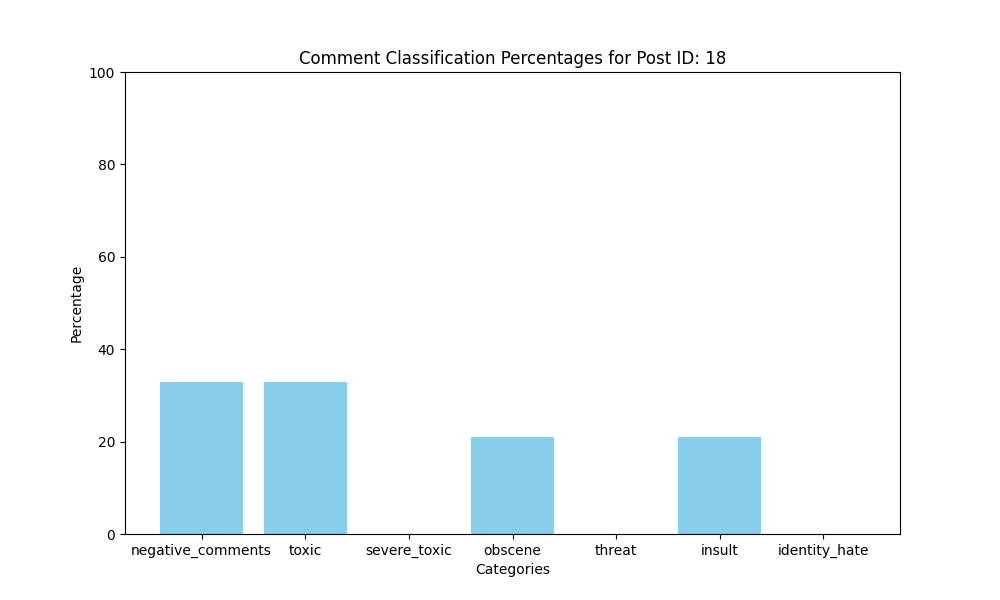 Comment Classification Percentages for Post ID: 18
100
80
60
40
20
0
Percentage
negative_comments toxic severe_toxic obscene threat insult identity_hate
Categories